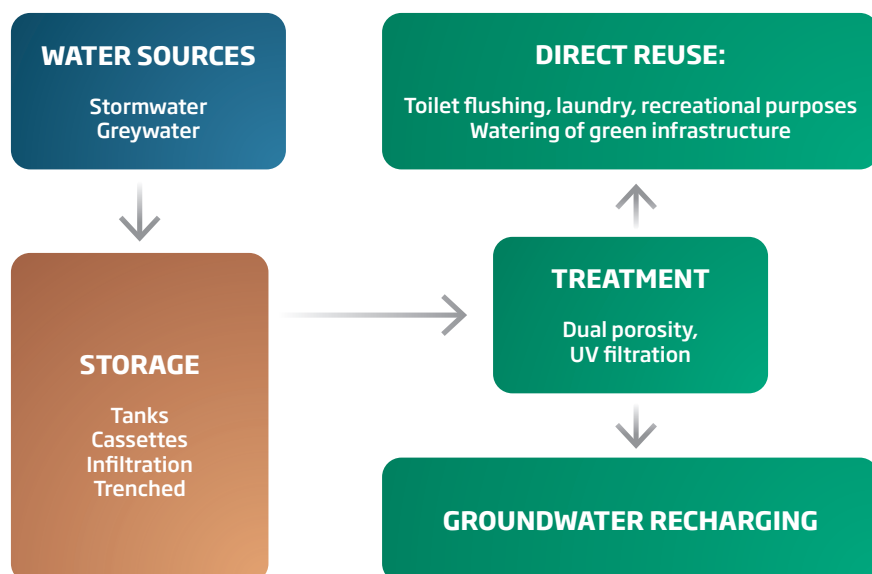 WATER SOURCES
Stormwater
Greywater
DIRECT REUSE:
Toilet flushing, laundry, recreational purposes
Watering of green infrastructure
STORAGE
Tanks
Cassettes
Infiltration
Trenched
TREATMENT
Dual porosity,
UV filtration
GROUNDWATER RECHARGING